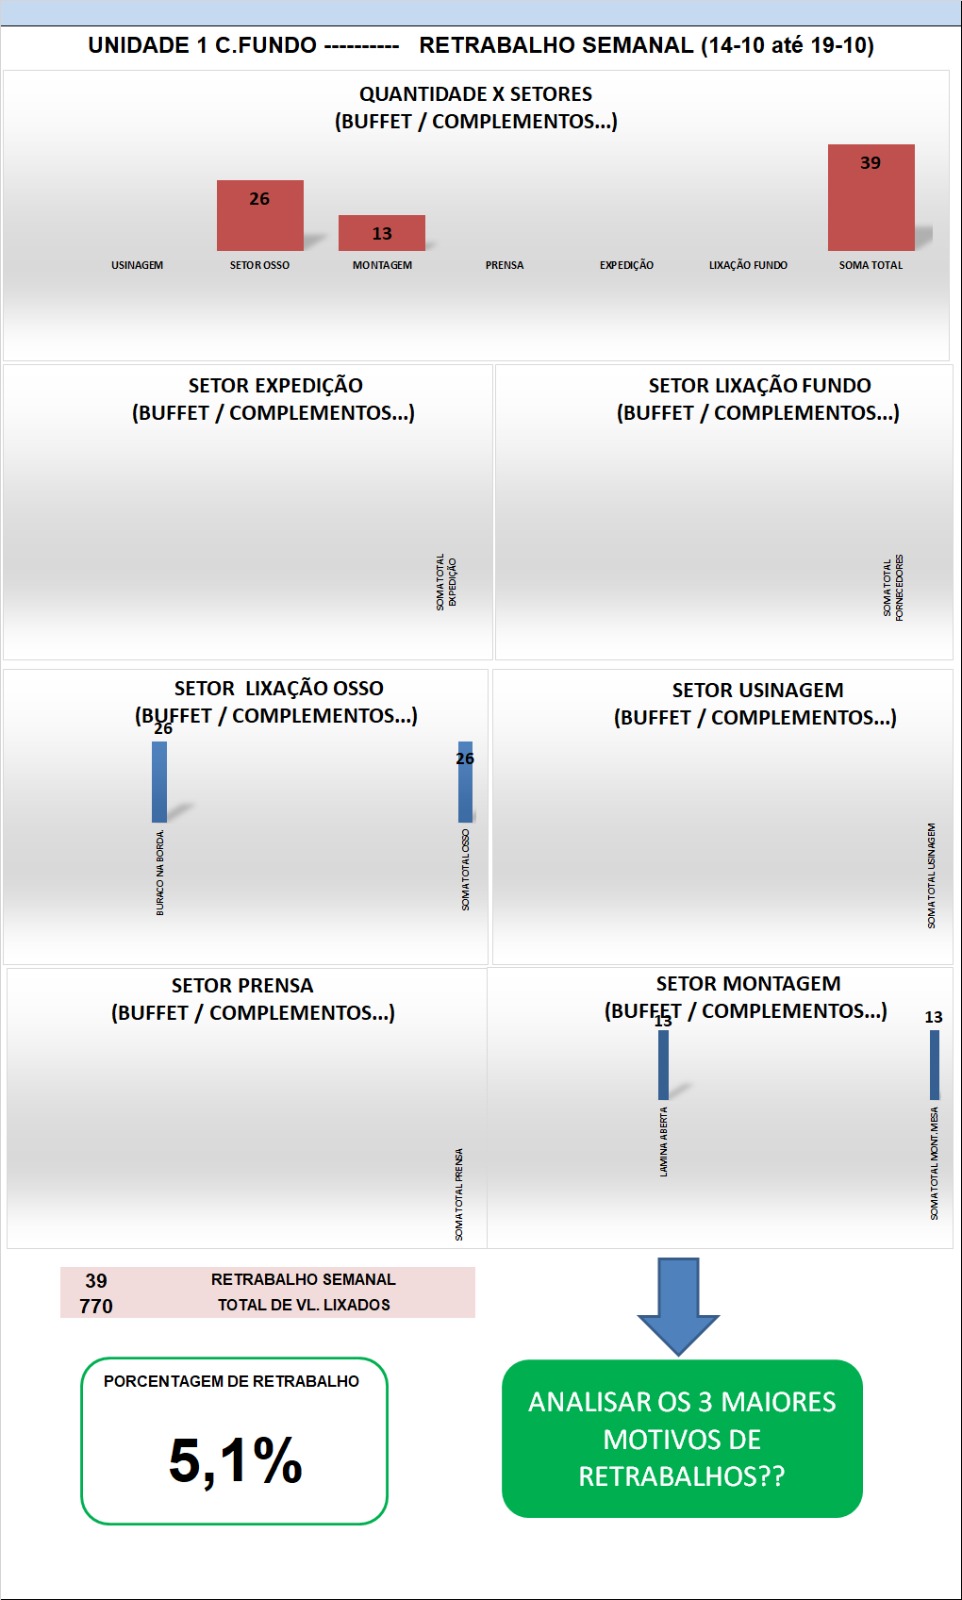 UNIDADE 1 C.FUNDO ---------- RETRABALHO SEMANAL (14-10 até 19-10)
QUANTIDADE X SETORES
(BUFFET / COMPLEMENTOS...)
26
13
39
USINAGEM
SETOR OSSO
MONTAGEM
PRENSA
EXPEDIÇÃO
LIXAÇÃO FUNDO
SOMA TOTAL
SETOR EXPEDIÇÃO
(BUFFET / COMPLEMENTOS...)
SOMA TOTAL
EXPEDIÇÃO
SETOR LIXAÇÃO FUNDO
(BUFFET / COMPLEMENTOS...)
SOMA TOTAL
FORNECEDORES
SETOR LIXAÇÃO OSSO
(BUFFET / COMPLEMENTOS...)
26
26
BURACO NA BORDA.
SOMA TOTAL OSSO
SETOR USINAGEM
(BUFFET / COMPLEMENTOS...)
SOMA TOTAL USINAGEM
SETOR PRENSA
(BUFFET / COMPLEMENTOS...)
SOMA TOTAL PRENSA
SETOR MONTAGEM
(BUFFET / COMPLEMENTOS...)
13
13
LAMINA ABERTA
SOMA TOTAL MONT.MESA
39 RETRABALHO SEMANAL
770 TOTAL DE VL. LIXADOS
PORCENTAGEM DE RETRABALHO
5,1%
ANALISAR OS 3 MAIORES
MOTIVOS DE
RETRABALHOS??